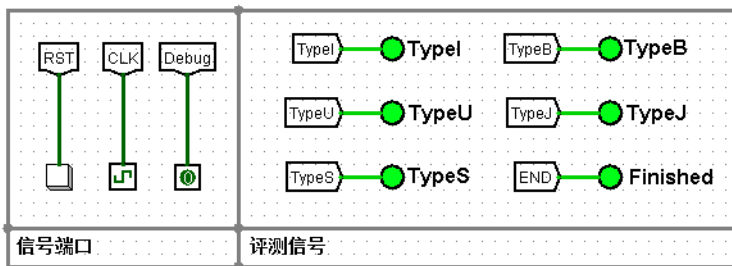 RST CLK Debug
TypeI TypeI TypeB TypeB
TypeU TypeU TypeJ TypeJ
TypeS TypeS END Finished
0
信号端口 评测信号